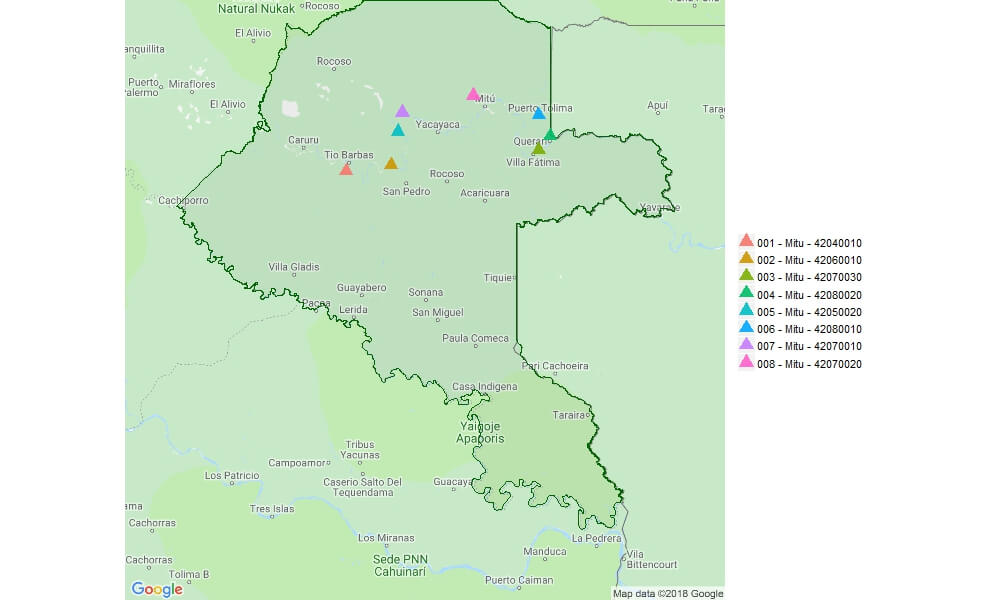 Natural Nukak
Rocoso
El Alivio
anquillita
Rocoso
Puerto
alermo
Miraflores
El Alivio
Mitú
Puerto Tolima
Apuí
Tara
Yacayaca
Caruru
Querari
Tio Barbas
Villa Fátima
Rocoso
San Pedro
Acaricuara
Cachiporro
Yavarate
Villa Gladis
Tiquie
Guayabero
Sonana
Pacoa
Lerida
San Miguel
Paula Comeca
Pari Cachoeira
Casa Indigena
Taraira
Yaigoje
Apaporis
Tribus
Yacunas
Campoamor
Los Patricio
Caserio Salto Del
Tequendama
Guacaya
ama
Tres Islas
Cachorras
Los Miranas
La Pedrera
Manduca
Vila
Bittencourt
Cachorras
Sede PNN
Cahuinarí
Tolima B
Puerto Caiman
Google
Map data ©2018 Google
001 - Mitu - 42040010
002 - Mitu - 42060010
003 - Mitu - 42070030
004 - Mitu - 42080020
005 - Mitu - 42050020
006 - Mitu - 42080010
007 - Mitu - 42070010
008 - Mitu - 42070020